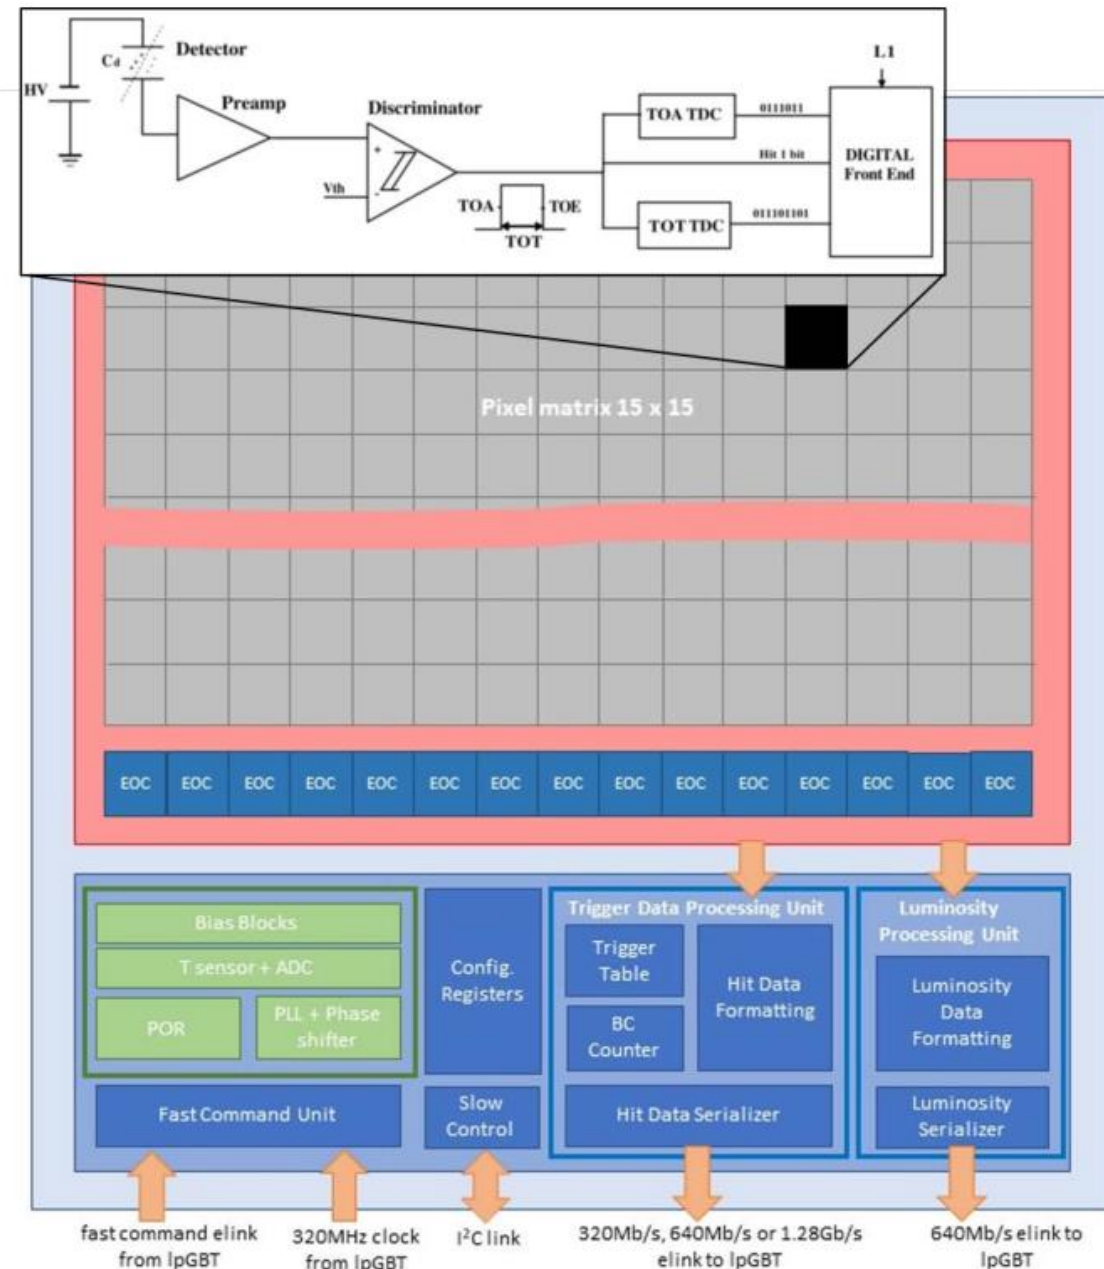 L1
Detector
Cd
HV
Preamp
Discriminator
TOA TDC
0111011
Hit 1 bit
DIGITAL
Front End
Vth
TOA
TOE
TOT
TOT TDC
011101101
Pixel matrix 15 x 15
EOC EOC EOC EOC EOC EOC EOC EOC EOC EOC EOC EOC EOC EOC EOC
Bias Blocks
T sensor + ADC
POR
PLL + Phase
shifter
Fast Command Unit
Config.
Registers
Slow
Control
Trigger Data Processing Unit
Trigger
Table
BC
Counter
Hit Data
Formatting
Hit Data Serializer
Luminosity
Processing Unit
Luminosity
Data
Formatting
Luminosity
Serializer
fast command elink
from lpGBT
320MHz clock
from lpGBT
I²C link
320Mb/s, 640Mb/s or 1.28Gb/s
elink to lpGBT
640Mb/s elink to
lpGBT